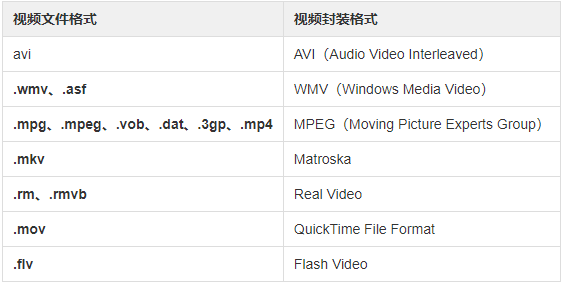 视频文件格式 视频封装格式
avi AVI（Audio Video Interleaved）
.wmv、.asf WMV（Windows Media Video）
.mpg、.mpeg、.vob、.dat、.3gp、.mp4 MPEG（Moving Picture Experts Group）
.mkv Matroska
.rm、.rmvb Real Video
.mov QuickTime File Format
.flv Flash Video